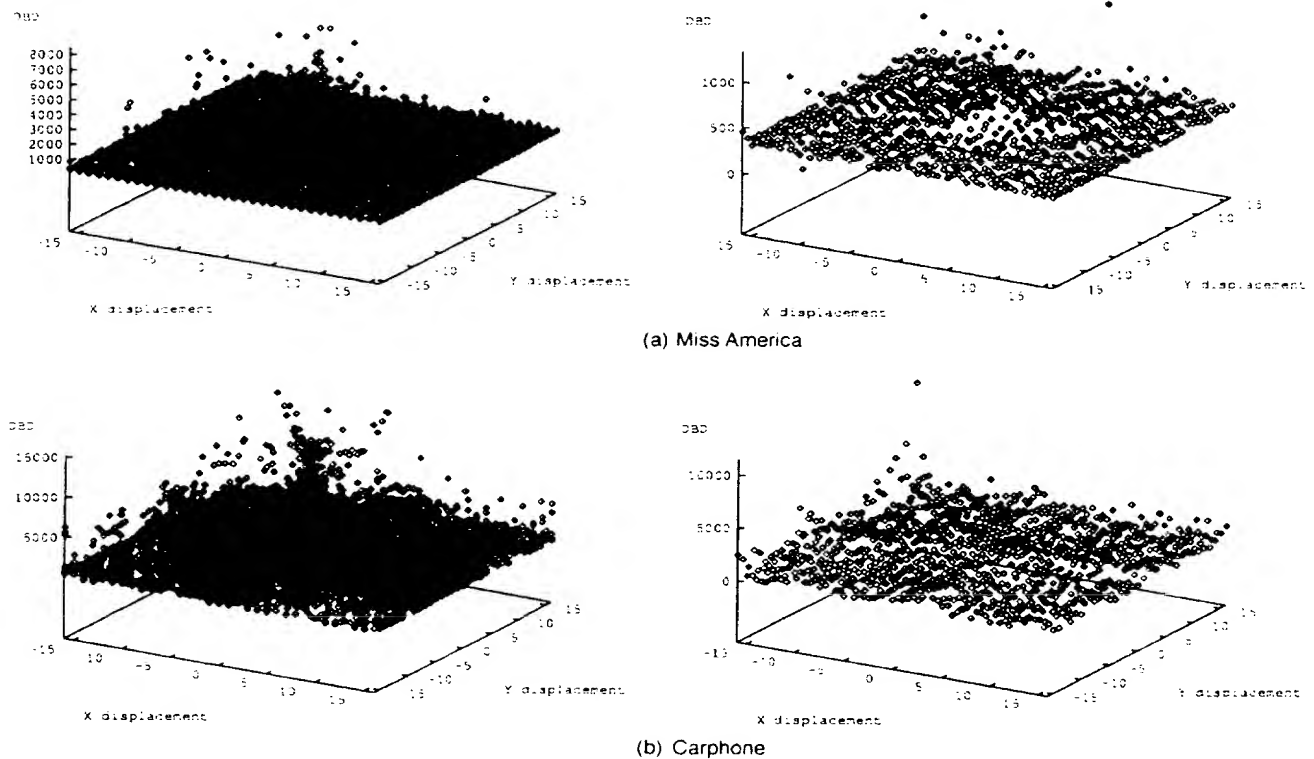 DBD
8000
7000
6000
5000
4000
3000
2000
1000
-15 -10 -5 0 5 10 15
X displacement
-15 -10 -5 0 5 10 15
Y displacement
DBD
1000
500
0
15 -10 -5 0 5 10 15
X displacement
15 -10 -5 0 5 10 15
Y displacement
(a) Miss America
DBD
15000
10000
5000
-15 10 -5 0 5 10 15
X displacement
15 -10 -5 0 5 10 15
Y displacement
DBD
10000
5000
0
-15 -10 -5 0 5 10 15
X displacement
-15 -10 -5 0 5 10 15
Y displacement
(b) Carphone